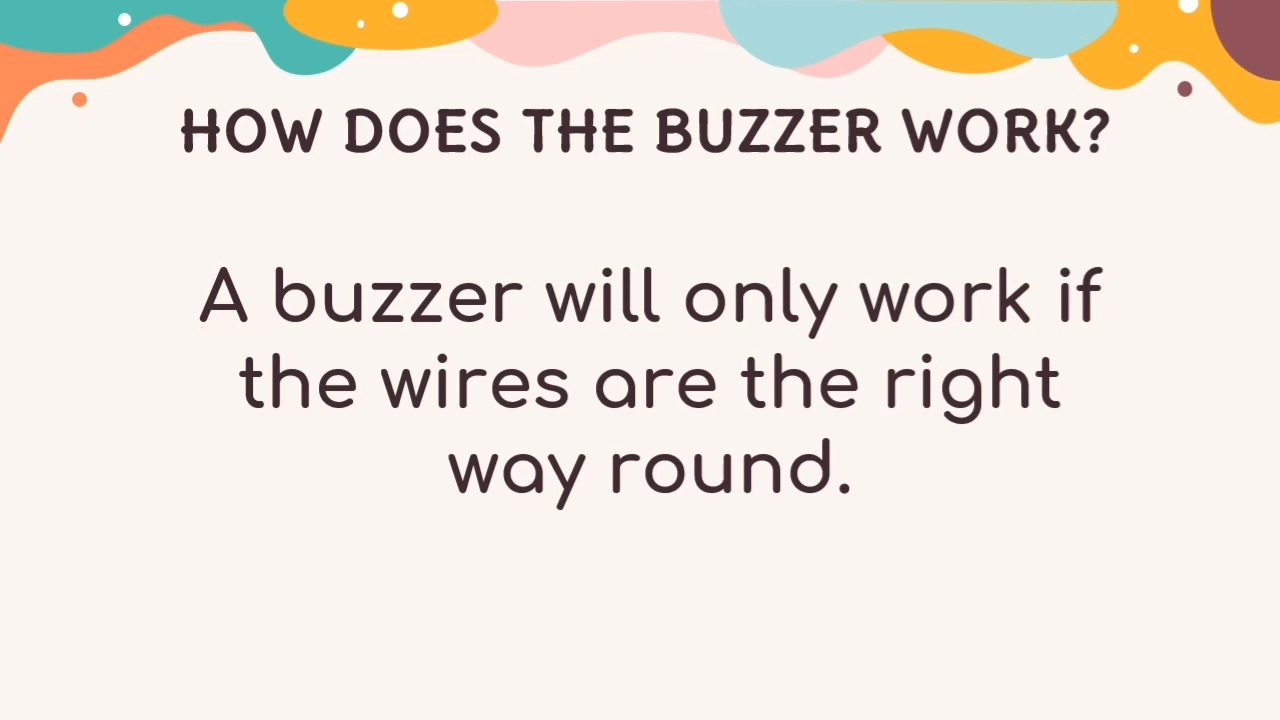 HOW DOES THE BUZZER WORK?
A buzzer will only work if
the wires are the right
way round.